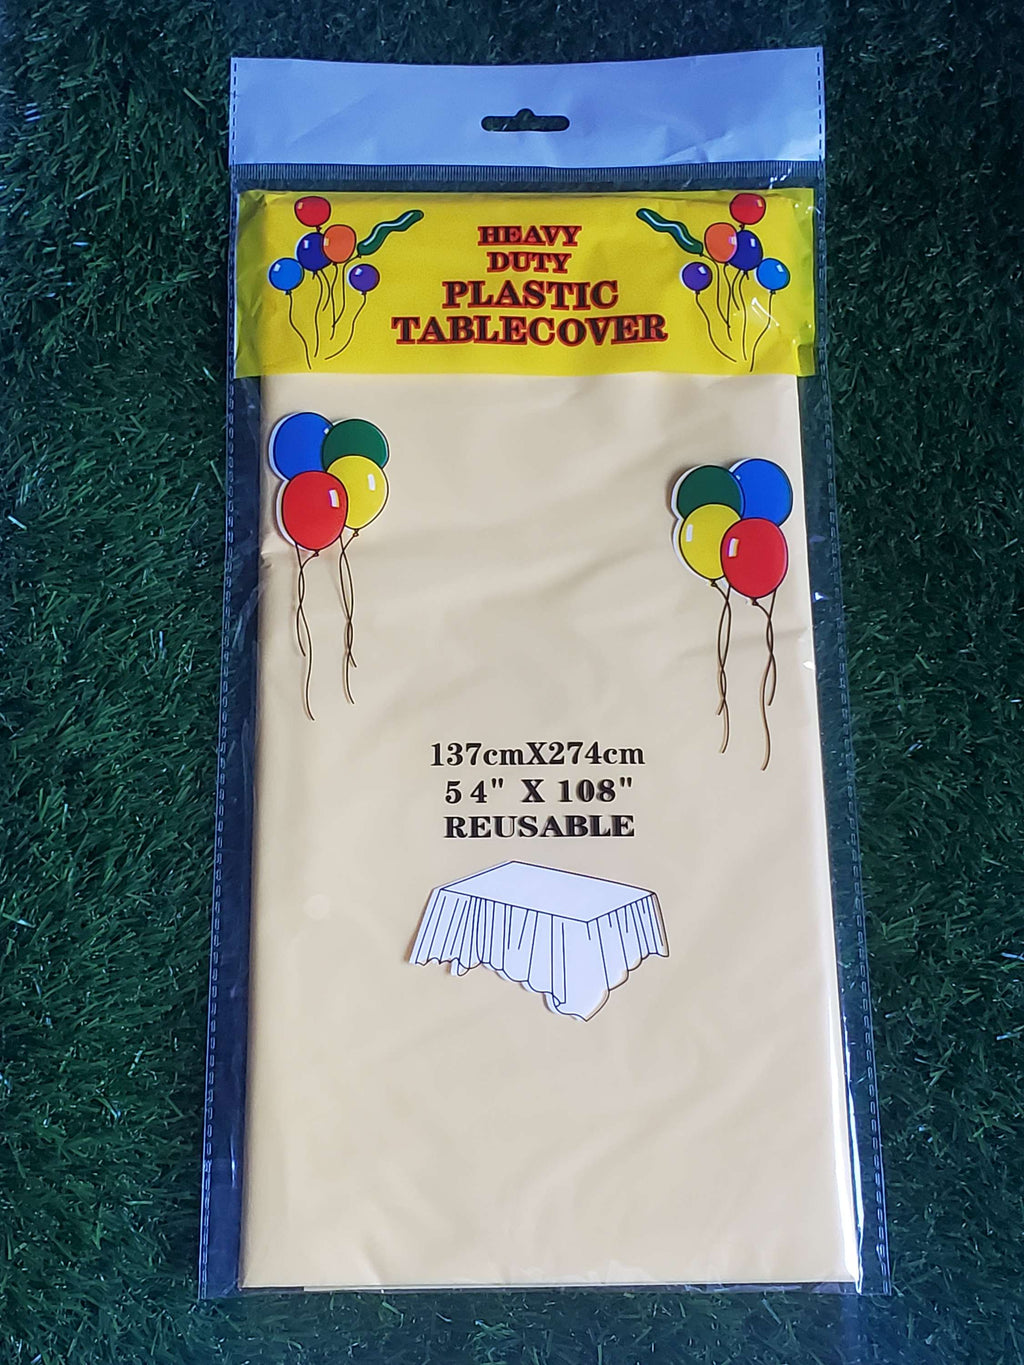 HEAVY
DUTY
PLASTIC
TABLECOVER
137cmX274cm
54" X 108"
REUSABLE